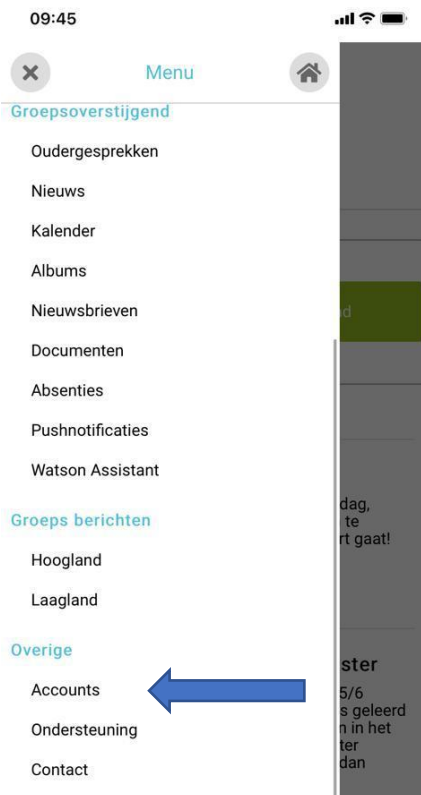 09:45
Menu
Groepsoverstijgend
Oudergesprekken
Nieuws
Kalender
Albums
Nieuwsbrieven
Documenten
Absenties
Pushnotificaties
Watson Assistant
Groeps berichten
Hoogland
Laagland
Overige
Accounts
Ondersteuning
Contact
d
dag,
te
rt gaat!
ster
5/6
s geleerd
n in het
ter
dan